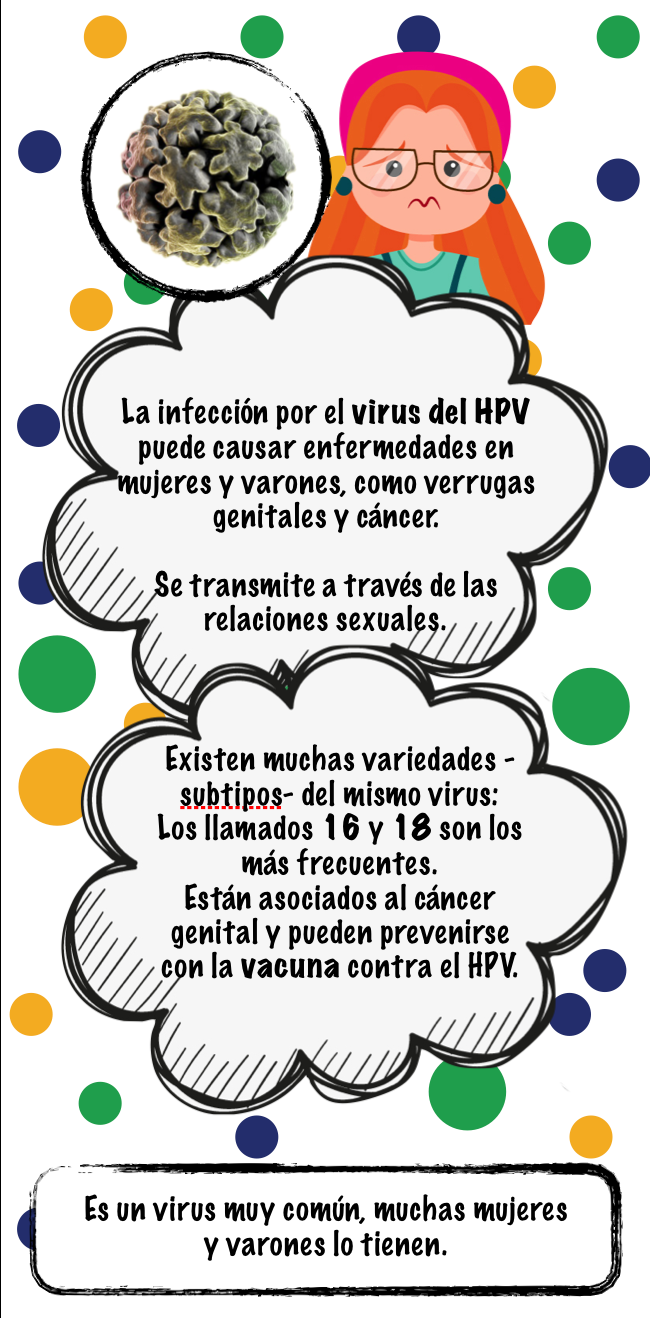 La infección por el virus del HPV
puede causar enfermedades en
mujeres y varones, como verrugas
genitales y cáncer.
Se transmite a través de las
relaciones sexuales.
Existen muchas variedades -
subtipos- del mismo virus:
Los llamados 16 y 18 son los
más frecuentes.
Están asociados al cáncer
genital y pueden prevenirse
con la vacuna contra el HPV.
Es un virus muy común, muchas mujeres
y varones lo tienen.